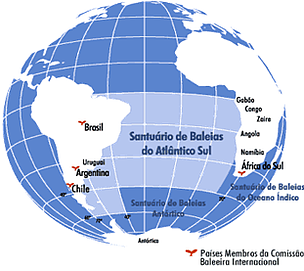 Gabão
Congo
Zaire
Brasil
Santuário de Baleias
do Atlântico Sul
Angola
Uruguai
Namíbia
Argentina
África do Sul
Chile
Santuário de Baleias
do Oceano Índico
Santuário de Baleias
Antártico
Antártica
Países Membros da Comissão
Baleeira Internacional